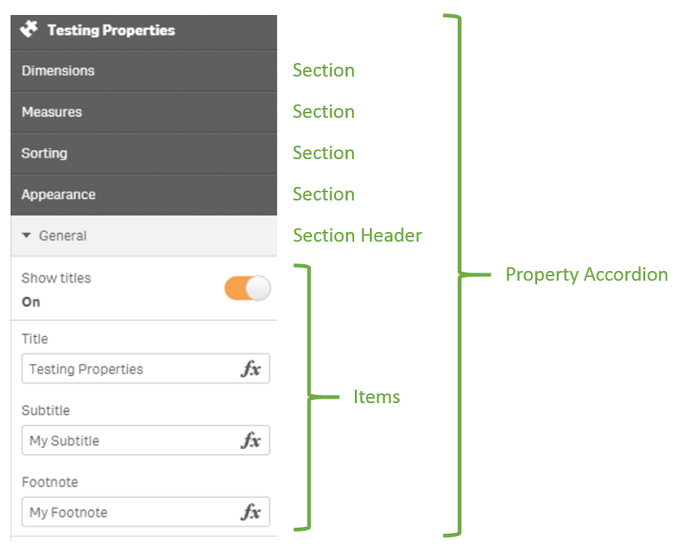 Testing Properties
Dimensions Section
Measures Section
Sorting Section
Appearance Section
General Section Header
Show titles
On
Property Accordion
Title
Testing Properties fx
Items
Subtitle
My Subtitle fx
Footnote
My Footnote fx